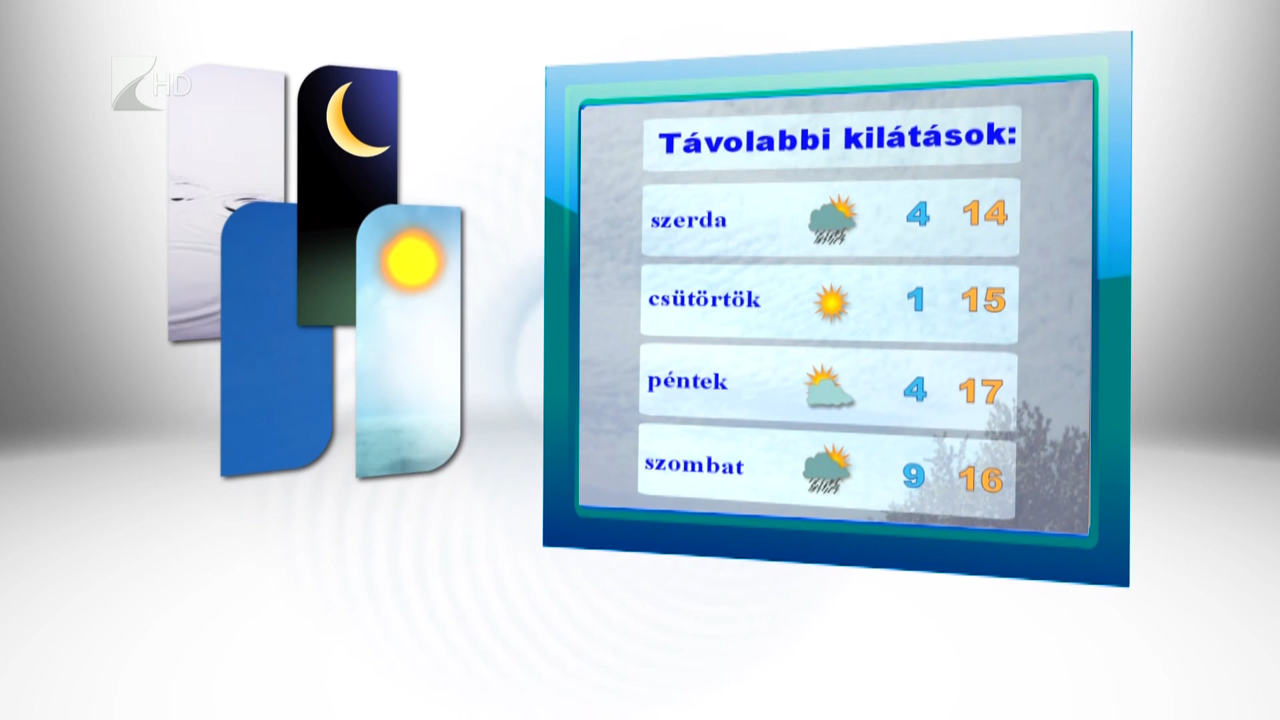 HD
Távolabbi kilátások:
szerda 4 14
csütörtök 1 15
péntek 4 17
szombat 9 16